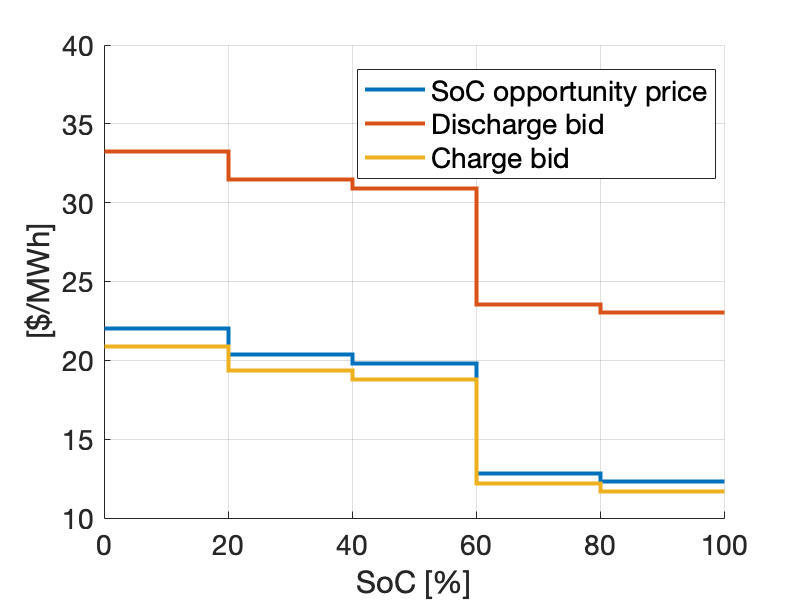 40
35
30
25
20
15
10
[$/MWh]
SoC opportunity price
Discharge bid
Charge bid
0 20 40 60 80 100
SoC [%]